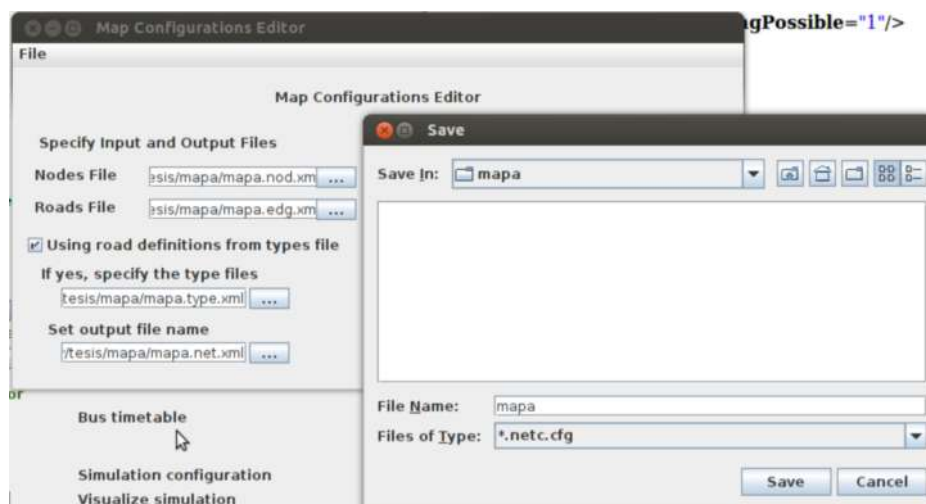 Map Configurations Editor
gPossible="1"/>
File
Map Configurations Editor
Save
Specify Input and Output Files
Save In: mapa
Nodes File esis/mapa/mapa.nod.xm ...
Roads File esis/mapa/mapa.edg.xm ...
Using road definitions from types file
If yes, specify the type files
tesis/mapa/mapa.type.xml ...
Set output file name
/tesis/mapa/mapa.net.xml ...
File Name: mapa
Files of Type: *.netc.cfg
Save Cancel
or
Bus timetable
Simulation configuration
Visualize simulation